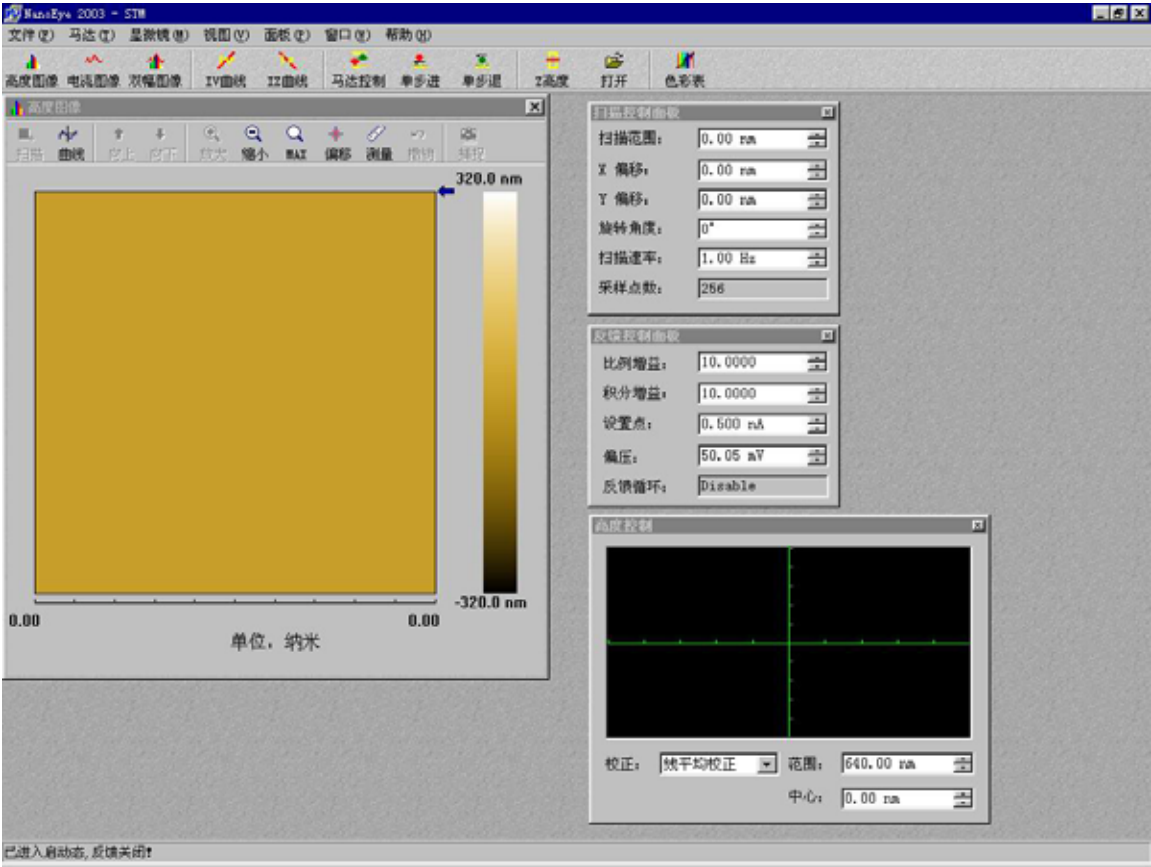 NanoEye 2003 - STM
文件(F) 马达(T) 显微镜(M) 视图(V) 面板(P) 窗口(W) 帮助(H)
高度图像 电流图像 双幅图像 IV曲线 IZ曲线 马达控制 单步进 单步退 Z高度 打开 色彩表
高度图像
扫描 曲线 向上 向下 放大 缩小 MAX 偏移 测量 撤销 捕捉
320.0 nm
-320.0 nm
0.00 0.00
单位：纳米
扫描控制面板
扫描范围: 0.00 nm
X 偏移: 0.00 nm
Y 偏移: 0.00 nm
旋转角度: 0°
扫描速率: 1.00 Hz
采样点数: 256
反馈控制面板
比例增益: 10.0000
积分增益: 10.0000
设置点: 0.500 nA
偏压: 50.05 mV
反馈循环: Disable
高度控制
校正: 线平均校正 范围: 640.00 nm
中心: 0.00 nm
已进入启动态,反馈关闭!